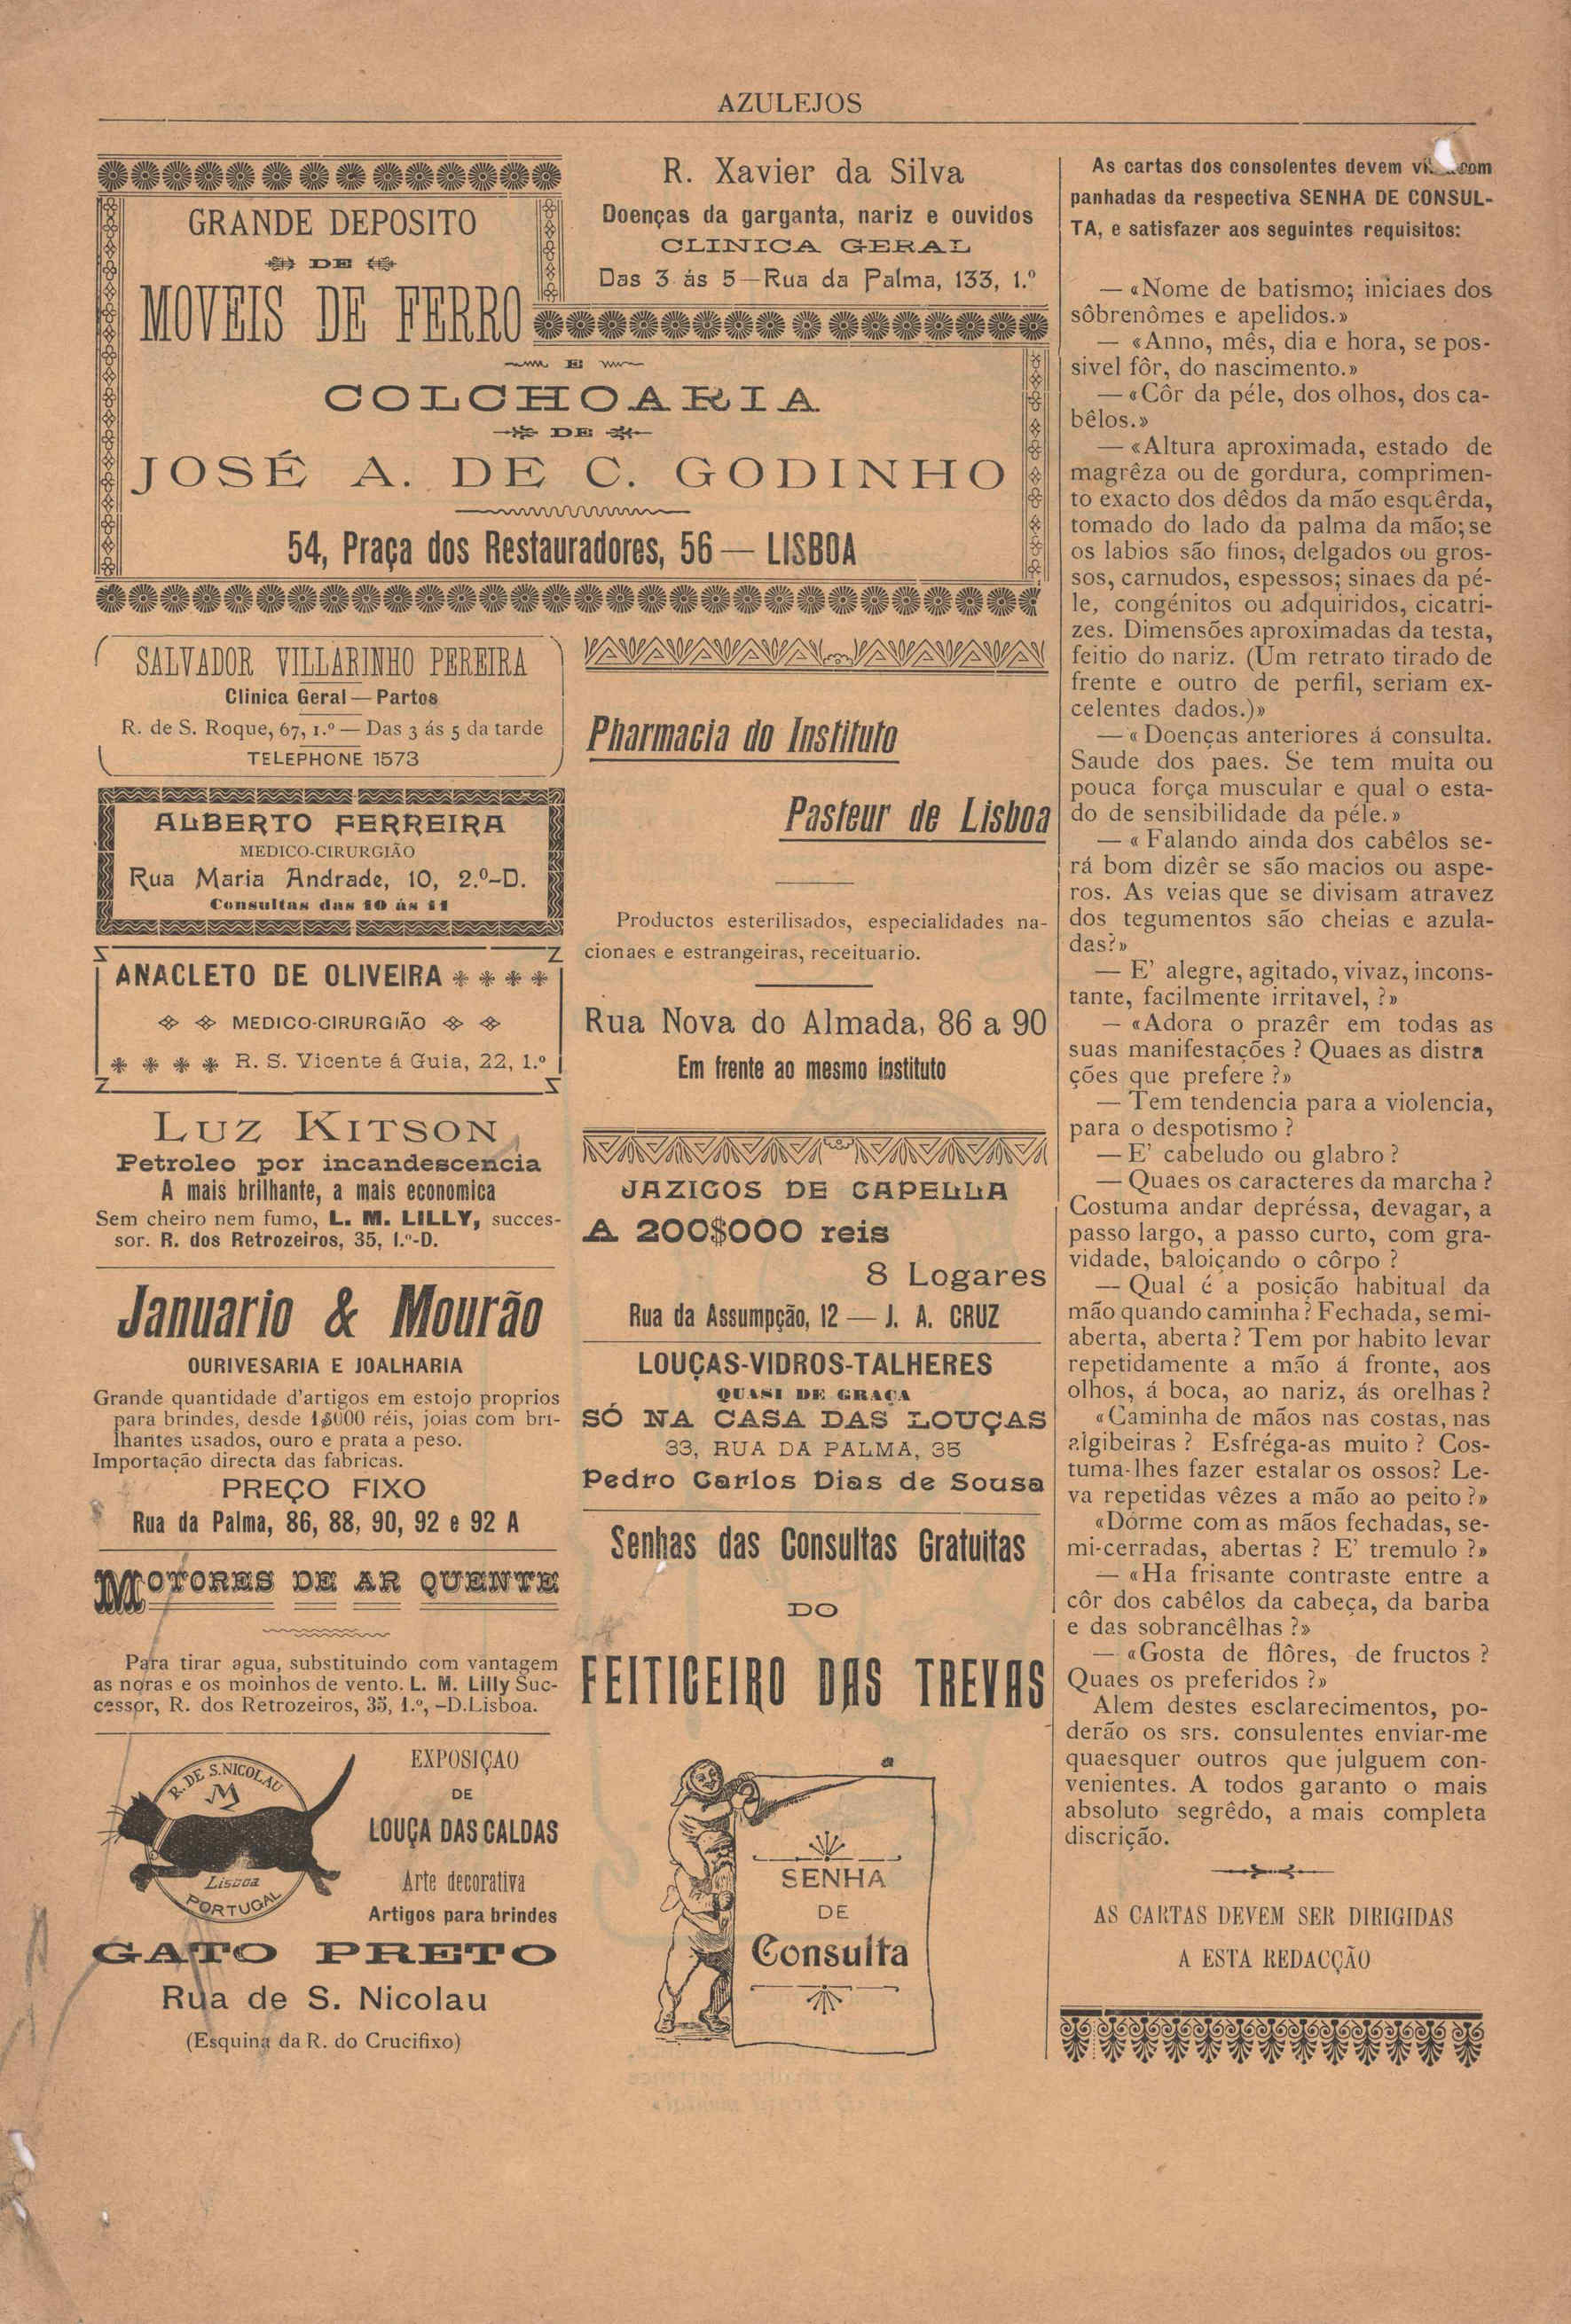 AZULEJOS
GRANDE DEPOSITO
DE
MOVEIS DE FERRO
E
COLCHOARIA
DE
JOSÉ A. DE C. GODINHO
54, Praça dos Restauradores, 56 — LISBOA
R. Xavier da Silva
Doenças da garganta, nariz e ouvidos
CLINICA GERAL
Das 3 ás 5—Rua da Palma, 133, 1.º
SALVADOR VILLARINHO PEREIRA
Clinica Geral — Partos
R. de S. Roque, 67, 1.º — Das 3 ás 5 da tarde
TELEPHONE 1573
ALBERTO FERREIRA
MEDICO-CIRURGIÃO
Rua Maria Andrade, 10, 2.º-D.
Consultas das 10 ás 11
ANACLETO DE OLIVEIRA
MEDICO-CIRURGIÃO
R. S. Vicente á Guia, 22, 1.º
LUZ KITSON
Petroleo por incandescencia
A mais brilhante, a mais economica
Sem cheiro nem fumo, L. M. LILLY, succes-
sor. R. dos Retrozeiros, 35, 1.º-D.
Januario & Mourão
OURIVESARIA E JOALHARIA
Grande quantidade d'artigos em estojo proprios
para brindes, desde 1$000 réis, joias com bri-
lhantes usados, ouro e prata a peso.
Importação directa das fabricas.
PREÇO FIXO
Rua da Palma, 86, 88, 90, 92 e 92 A
MOTORES DE AR QUENTE
Para tirar agua, substituindo com vantagem
as noras e os moinhos de vento. L. M. Lilly Suc-
cessor, R. dos Retrozeiros, 35, 1.º, —D.Lisboa.
R. DE S. NICOLAU
M
Lisboa
PORTUGAL
EXPOSIÇAO
DE
LOUÇA DAS CALDAS
Arte decorativa
Artigos para brindes
GATO PRETO
Rua de S. Nicolau
(Esquina da R. do Crucifixo)
Pharmacia do Instituto
Pasteur de Lisboa
Productos esterilisados, especialidades na-
cionaes e estrangeiras, receituario.
Rua Nova do Almada, 86 a 90
Em frente ao mesmo instituto
JAZIGOS DE CAPELLA
A 200$000 reis
8 Logares
Rua da Assumpção, 12 — J. A. CRUZ
LOUÇAS-VIDROS-TALHERES
QUASI DE GRAÇA
SÓ NA CASA DAS LOUÇAS
33, RUA DA PALMA, 35
Pedro Carlos Dias de Sousa
Senhas das Consultas Gratuitas
DO
FEITICEIRO DAS TREVAS
SENHA
DE
Consulta
As cartas dos consolentes devem
panhadas da respectiva SENHA DE CONSUL-
TA, e satisfazer aos seguintes requisitos:
— «Nome de batismo; iniciaes dos
sôbrenômes e apelidos.»
— «Anno, mês, dia e hora, se pos-
sivel fôr, do nascimento.»
— «Côr da péle, dos olhos, dos ca-
bêlos.»
— «Altura aproximada, estado de
magrêza ou de gordura, comprimen-
to exacto dos dêdos da mão esquêrda,
tomado do lado da palma da mão; se
os labios são finos, delgados ou gros-
sos, carnudos, espessos; sinaes da pé-
le, congénitos ou adquiridos, cicatri-
zes. Dimensões aproximadas da testa,
feitio do nariz. (Um retrato tirado de
frente e outro de perfil, seriam ex-
celentes dados.)»
— « Doenças anteriores á consulta.
Saude dos paes. Se tem muita ou
pouca força muscular e qual o esta-
do de sensibilidade da péle.»
— « Falando ainda dos cabêlos se-
rá bom dizêr se são macios ou aspe-
ros. As veias que se divisam atravez
dos tegumentos são cheias e azula-
das?»
— E' alegre, agitado, vivaz, incons-
tante, facilmente irritavel, ?»
— «Adora o prazêr em todas as
suas manifestações ? Quaes as distra
ções que prefere ?»
— Tem tendencia para a violencia,
para o despotismo ?
— E' cabeludo ou glabro ?
— Quaes os caracteres da marcha ?
Costuma andar depréssa, devagar, a
passo largo, a passo curto, com gra-
vidade, baloiçando o côrpo ?
— Qual é a posição habitual da
mão quando caminha ? Fechada, semi-
aberta, aberta ? Tem por habito levar
repetidamente a mão á fronte, aos
olhos, á boca, ao nariz, ás orelhas ?
«Caminha de mãos nas costas, nas
algibeiras ? Esfréga-as muito ? Cos-
tuma-lhes fazer estalar os ossos? Le-
va repetidas vêzes a mão ao peito ?»
«Dórme com as mãos fechadas, se-
mi-cerradas, abertas ? E' tremulo ?»
— «Ha frisante contraste entre a
côr dos cabêlos da cabeça, da barba
e das sobrancêlhas ?»
— «Gosta de flôres, de fructos ?
Quaes os preferidos ?»
Alem destes esclarecimentos, po-
derão os srs. consulentes enviar-me
quaesquer outros que julguem con-
venientes. A todos garanto o mais
absoluto segrêdo, a mais completa
discrição.
AS CARTAS DEVEM SER DIRIGIDAS
A ESTA REDACÇÃO